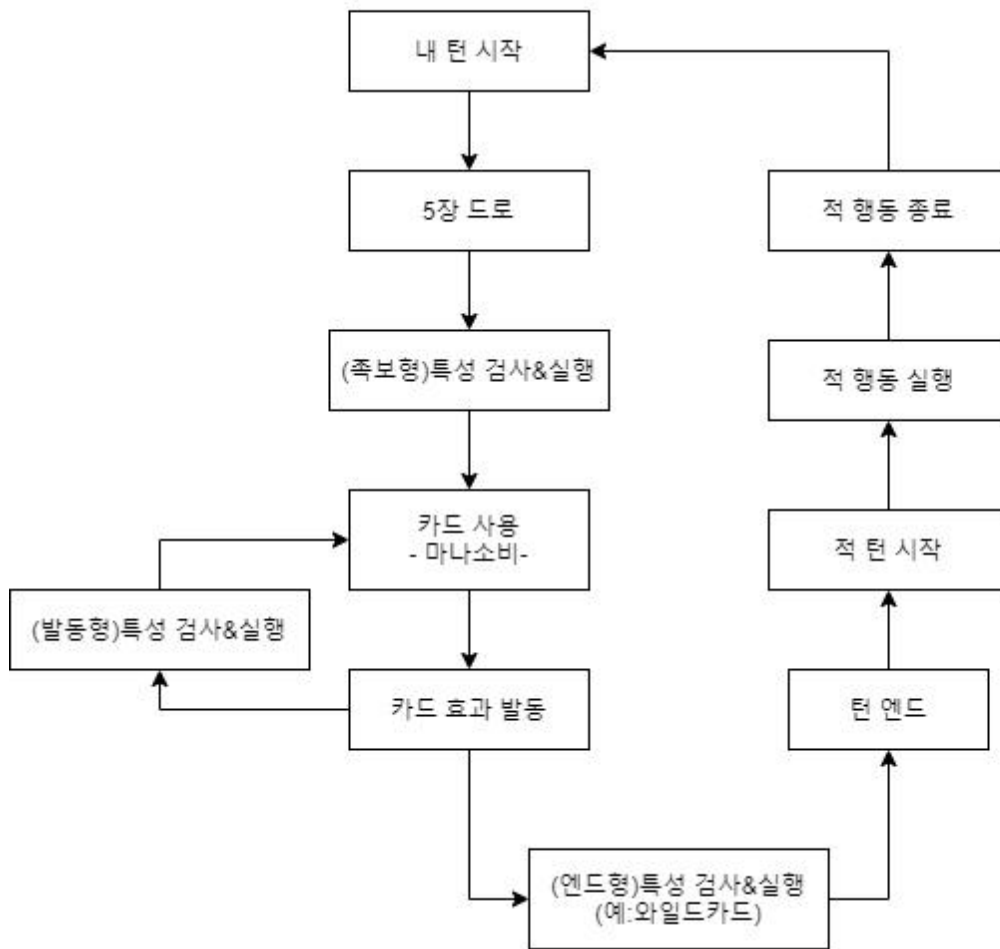 내 턴 시작
5장 드로
(족보형)특성 검사&실행
카드 사용
- 마나소비-
(발동형)특성 검사&실행
카드 효과 발동
(엔드형)특성 검사&실행
(예:와일드카드)
턴 엔드
적 턴 시작
적 행동 실행
적 행동 종료